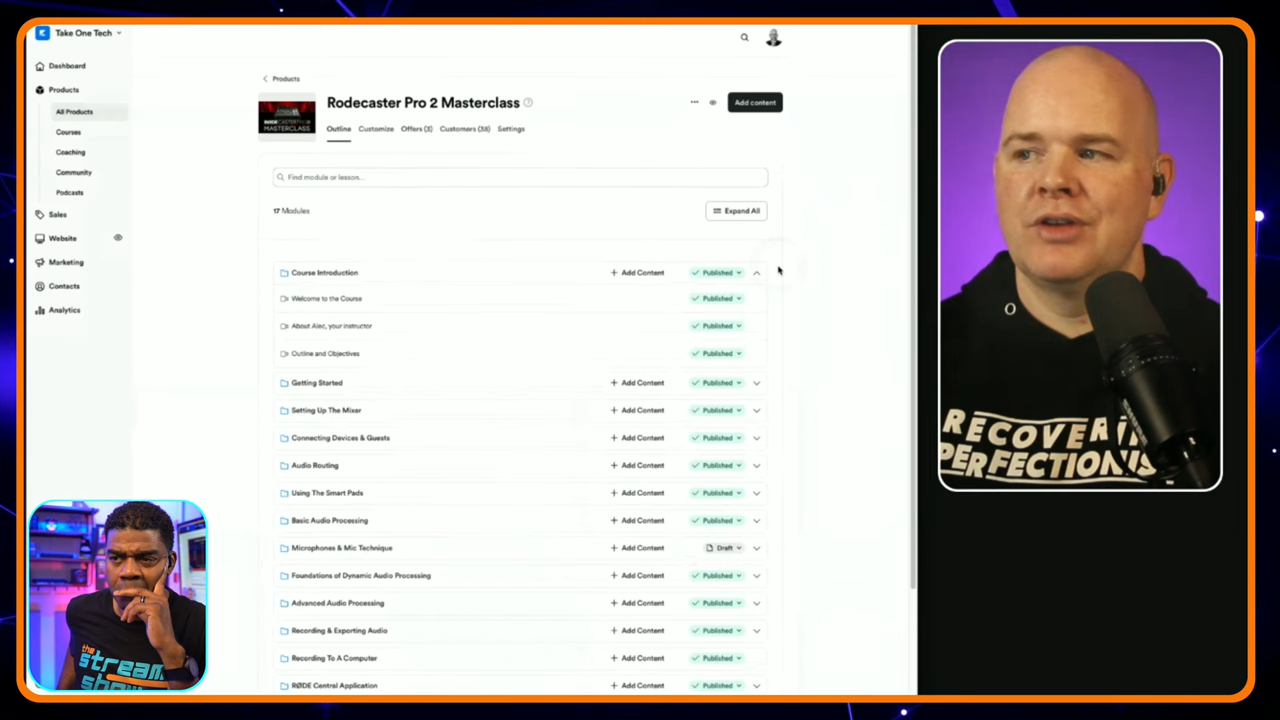 Take One Tech
Dashboard
Products
All Products
Courses
Coaching
Community
Podcasts
Sales
Website
Marketing
Contacts
Analytics
Products
Rodecaster Pro 2 Masterclass
Add content
MASTERCLASS
Outline Customize Offers (3) Customers (38) Settings
Find module or lesson...
17 Modules
Expand All
Course Introduction + Add Content Published
Welcome to the Course Published
About Alec, your instructor Published
Outline and Objectives Published
Getting Started + Add Content Published
Setting Up The Mixer + Add Content Published
Connecting Devices & Guests + Add Content Published
Audio Routing + Add Content Published
Using The Smart Pads + Add Content Published
Basic Audio Processing + Add Content Published
Microphones & Mic Technique + Add Content Draft
Foundations of Dynamic Audio Processing + Add Content Published
Advanced Audio Processing + Add Content Published
Recording & Exporting Audio + Add Content Published
Recording To A Computer + Add Content Published
RØDE Central Application + Add Content Published
the
stream
show